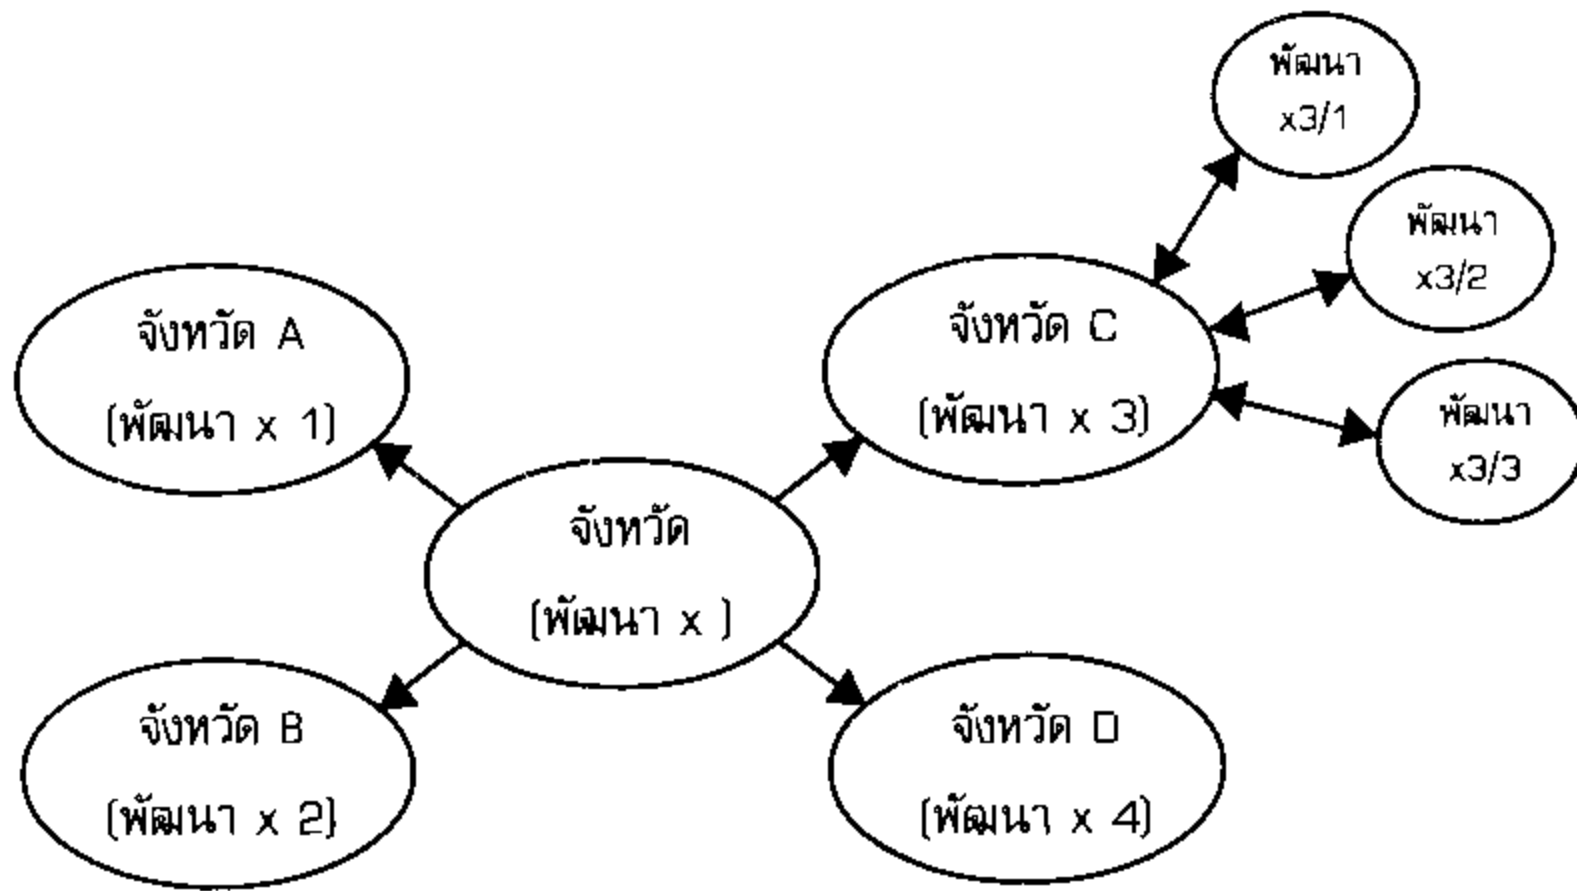 พัฒนา
x3/1
พัฒนา
x3/2
จังหวัด A
(พัฒนา x 1)
จังหวัด C
(พัฒนา x 3)
พัฒนา
x3/3
จังหวัด
(พัฒนา x )
จังหวัด B
(พัฒนา x 2)
จังหวัด D
(พัฒนา x 4)